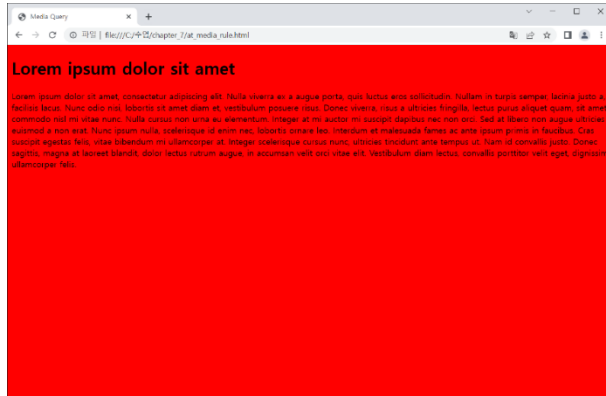 Media Query
파일 | file:///C:/수업/chapter_7/at_media_rule.html
Lorem ipsum dolor sit amet
Lorem ipsum dolor sit amet, consectetur adipiscing elit. Nulla viverra ex a augue porta, quis luctus eros sollicitudin. Nullam in turpis semper, lacinia justo a,
facilisis lacus. Nunc odio nisi, lobortis sit amet diam et, vestibulum posuere risus. Donec viverra, risus a ultricies fringilla, lectus purus aliquet quam, sit amet
commodo nisl mi vitae nunc. Nulla cursus non urna eu elementum. Integer at mi auctor mi suscipit dapibus nec non orci. Sed at libero non augue ultricies
euismod a non erat. Nunc ipsum nulla, scelerisque id enim nec, lobortis ornare leo. Interdum et malesuada fames ac ante ipsum primis in faucibus. Cras
suscipit egestas felis, vitae bibendum mi ullamcorper at. Integer scelerisque cursus nunc, ultricies tincidunt ante tempus ut. Nam id convallis justo. Donec
sagittis, magna at laoreet blandit, dolor lectus rutrum augue, in accumsan velit orci vitae elit. Vestibulum diam lectus, convallis porttitor velit eget, dignissim
ullamcorper felis.